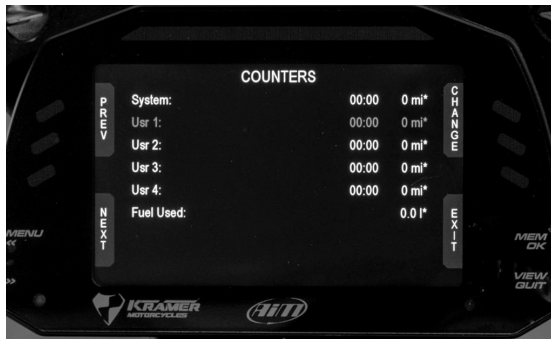 COUNTERS
PREV
CHANGE
System: 00:00 0 mi*
Usr 1: 00:00 0 mi*
Usr 2: 00:00 0 mi*
Usr 3: 00:00 0 mi*
Usr 4: 00:00 0 mi*
Fuel Used: 0.0 l*
NEXT
EXIT
MENU
<<
>>
MEM
OK
VIEW
QUIT
KRAMER
MOTORCYCLES
AiM